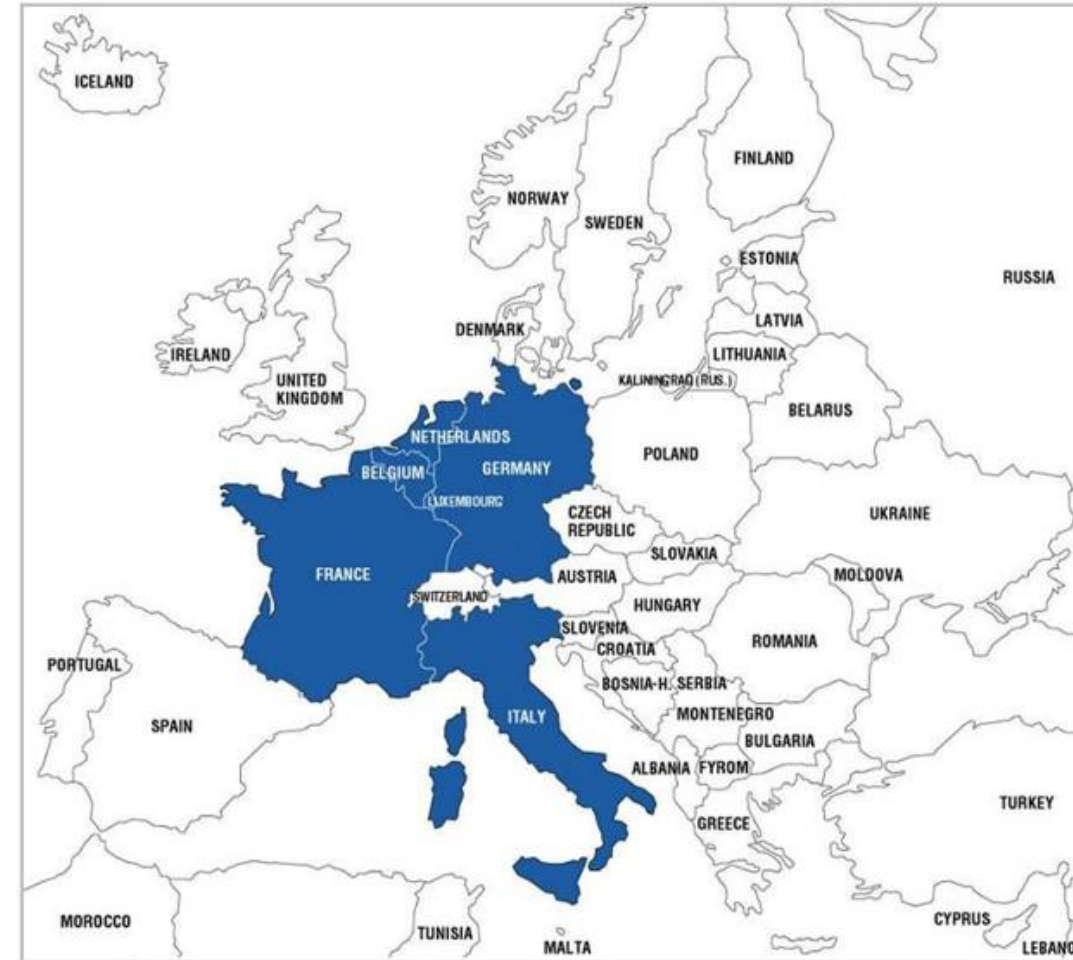 ICELAND
FINLAND
NORWAY
SWEDEN
ESTONIA
RUSSIA
LATVIA
DENMARK
LITHUANIA
IRELAND
KALININGRAD (RUS.)
UNITED
KINGDOM
BELARUS
NETHERLANDS
POLAND
BELGIUM
GERMANY
LUXEMBOURG
CZECH
REPUBLIC
UKRAINE
SLOVAKIA
FRANCE
AUSTRIA
MOLDOVA
SWITZERLAND
HUNGARY
SLOVENIA
ROMANIA
CROATIA
PORTUGAL
BOSNIA-H.
SERBIA
ITALY
MONTENEGRO
SPAIN
BULGARIA
ALBANIA
FYROM
TURKEY
GREECE
MOROCCO
CYPRUS
TUNISIA
MALTA
LEBANO